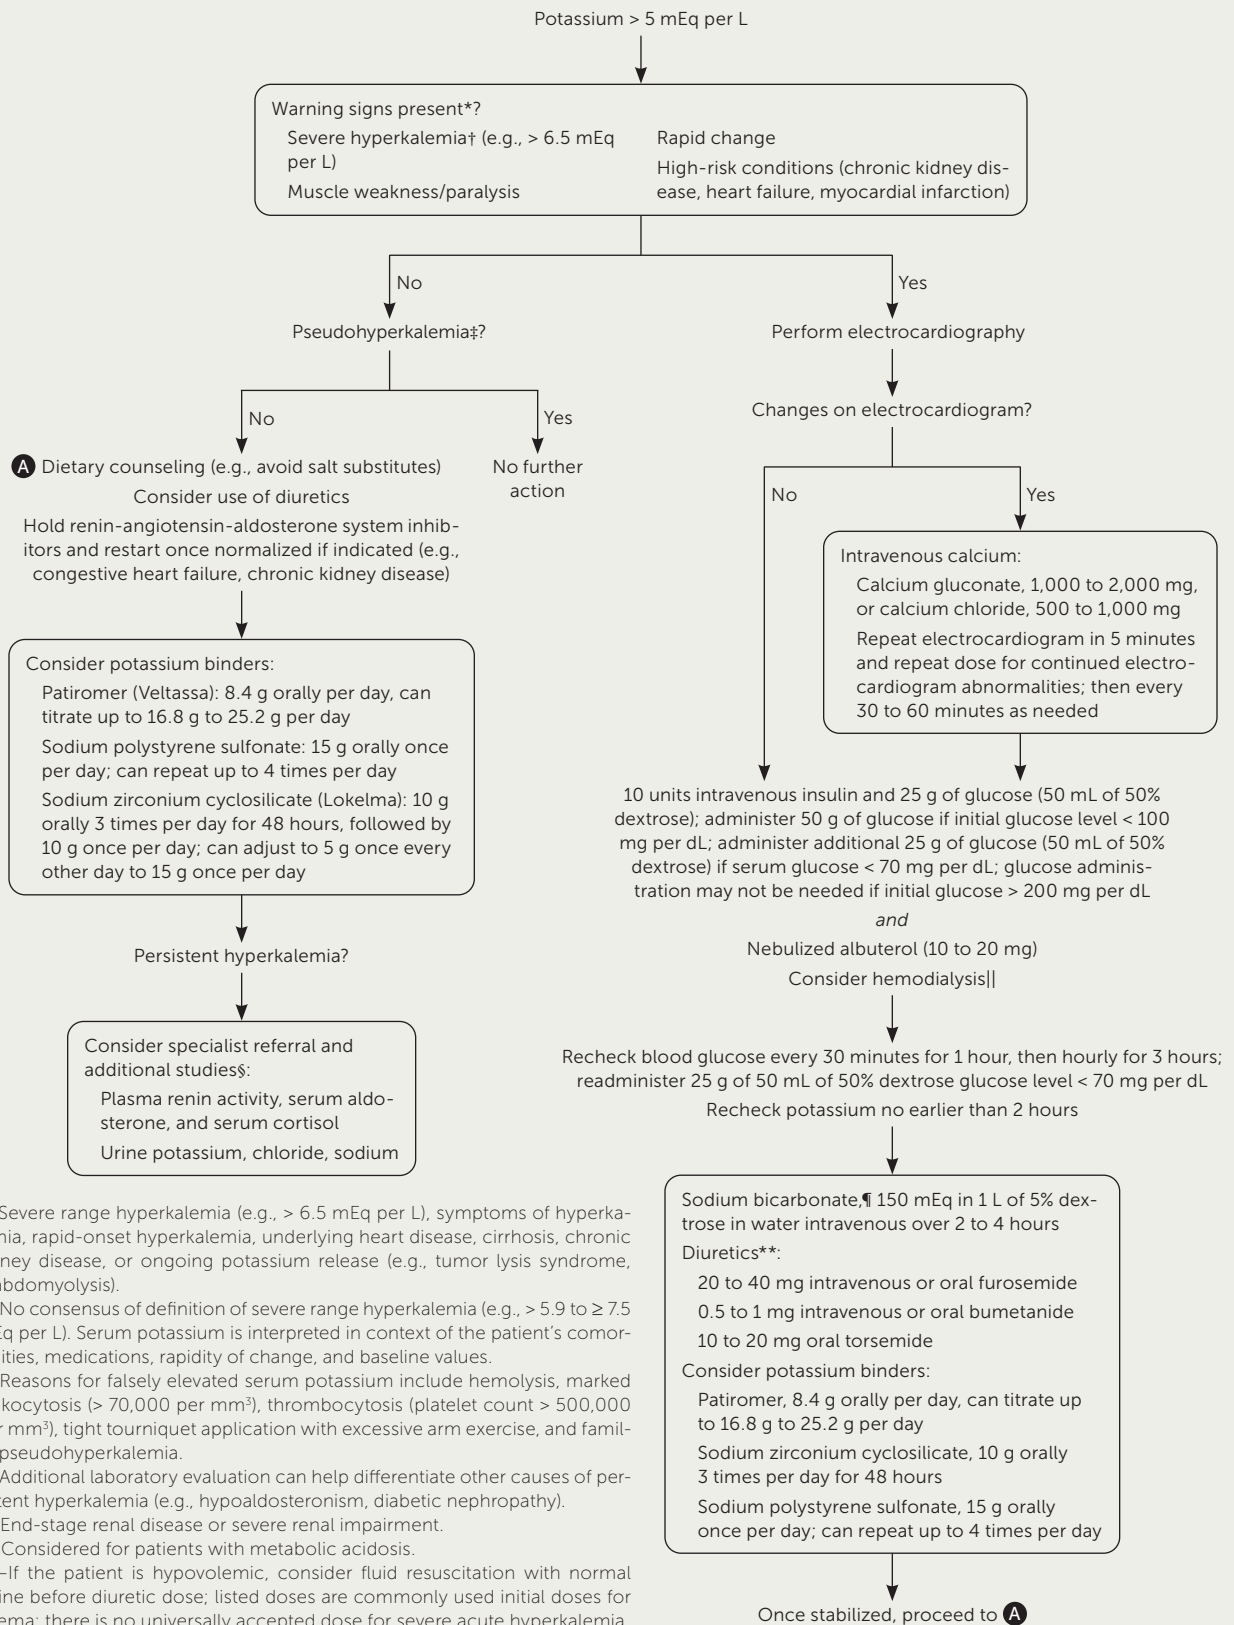 Potassium > 5 mEq per L
Warning signs present*?
Severe hyperkalemia† (e.g., > 6.5 mEq
per L)
Muscle weakness/paralysis
Rapid change
High-risk conditions (chronic kidney dis-
ease, heart failure, myocardial infarction)
No
Yes
Pseudohyperkalemia‡?
No
Yes
A Dietary counseling (e.g., avoid salt substitutes)
Consider use of diuretics
Hold renin-angiotensin-aldosterone system inhib-
itors and restart once normalized if indicated (e.g.,
congestive heart failure, chronic kidney disease)
No further
action
Consider potassium binders:
Patiromer (Veltassa): 8.4 g orally per day, can
titrate up to 16.8 g to 25.2 g per day
Sodium polystyrene sulfonate: 15 g orally once
per day; can repeat up to 4 times per day
Sodium zirconium cyclosilicate (Lokelma): 10 g
orally 3 times per day for 48 hours, followed by
10 g once per day; can adjust to 5 g once every
other day to 15 g once per day
Persistent hyperkalemia?
Consider specialist referral and
additional studies§:
Plasma renin activity, serum aldo-
sterone, and serum cortisol
Urine potassium, chloride, sodium
Perform electrocardiography
Changes on electrocardiogram?
No
Yes
Intravenous calcium:
Calcium gluconate, 1,000 to 2,000 mg,
or calcium chloride, 500 to 1,000 mg
Repeat electrocardiogram in 5 minutes
and repeat dose for continued electro-
cardiogram abnormalities; then every
30 to 60 minutes as needed
10 units intravenous insulin and 25 g of glucose (50 mL of 50%
dextrose); administer 50 g of glucose if initial glucose level < 100
mg per dL; administer additional 25 g of glucose (50 mL of 50%
dextrose) if serum glucose < 70 mg per dL; glucose adminis-
tration may not be needed if initial glucose > 200 mg per dL
and
Nebulized albuterol (10 to 20 mg)
Consider hemodialysis||
Recheck blood glucose every 30 minutes for 1 hour, then hourly for 3 hours;
readminister 25 g of 50 mL of 50% dextrose glucose level < 70 mg per dL
Recheck potassium no earlier than 2 hours
Sodium bicarbonate,¶ 150 mEq in 1 L of 5% dex-
trose in water intravenous over 2 to 4 hours
Diuretics**:
20 to 40 mg intravenous or oral furosemide
0.5 to 1 mg intravenous or oral bumetanide
10 to 20 mg oral torsemide
Consider potassium binders:
Patiromer, 8.4 g orally per day, can titrate up
to 16.8 g to 25.2 g per day
Sodium zirconium cyclosilicate, 10 g orally
3 times per day for 48 hours
Sodium polystyrene sulfonate, 15 g orally
once per day; can repeat up to 4 times per day
Once stabilized, proceed to A
Severe range hyperkalemia (e.g., > 6.5 mEq per L), symptoms of hyperka-
rapid-onset hyperkalemia, underlying heart disease, cirrhosis, chronic
disease, or ongoing potassium release (e.g., tumor lysis syndrome,
No consensus of definition of severe range hyperkalemia (e.g., > 5.9 to ≥ 7.5
per L). Serum potassium is interpreted in context of the patient's comor-
medications, rapidity of change, and baseline values.
Reasons for falsely elevated serum potassium include hemolysis, marked
(> 70,000 per mm³), thrombocytosis (platelet count > 500,000
mm³), tight tourniquet application with excessive arm exercise, and famil-
pseudohyperkalemia.
Additional laboratory evaluation can help differentiate other causes of per-
hyperkalemia (e.g., hypoaldosteronism, diabetic nephropathy).
End-stage renal disease or severe renal impairment.
Considered for patients with metabolic acidosis.
–If the patient is hypovolemic, consider fluid resuscitation with normal
before diuretic dose; listed doses are commonly used initial doses for
there is no universally accepted dose for severe acute hyperkalemia.